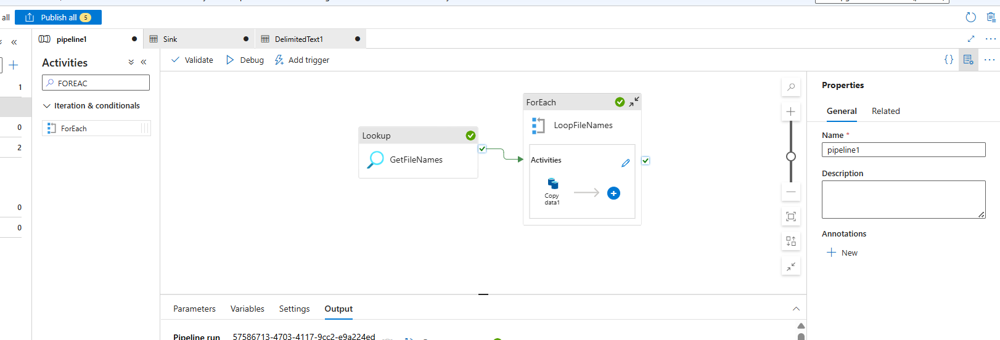 all Publish all 5
pipeline1 Sink DelimitedText1
Activities
Validate Debug Add trigger
{}
FOREAC
Iteration & conditionals
ForEach
1
0
2
0
0
Lookup
GetFileNames
ForEach
LoopFileNames
Activities
Copy
data1
Parameters Variables Settings Output
Pipeline run 57586713-4703-4117-9cc2-e9a224ed
Properties
General Related
Name *
pipeline1
Description
Annotations
New